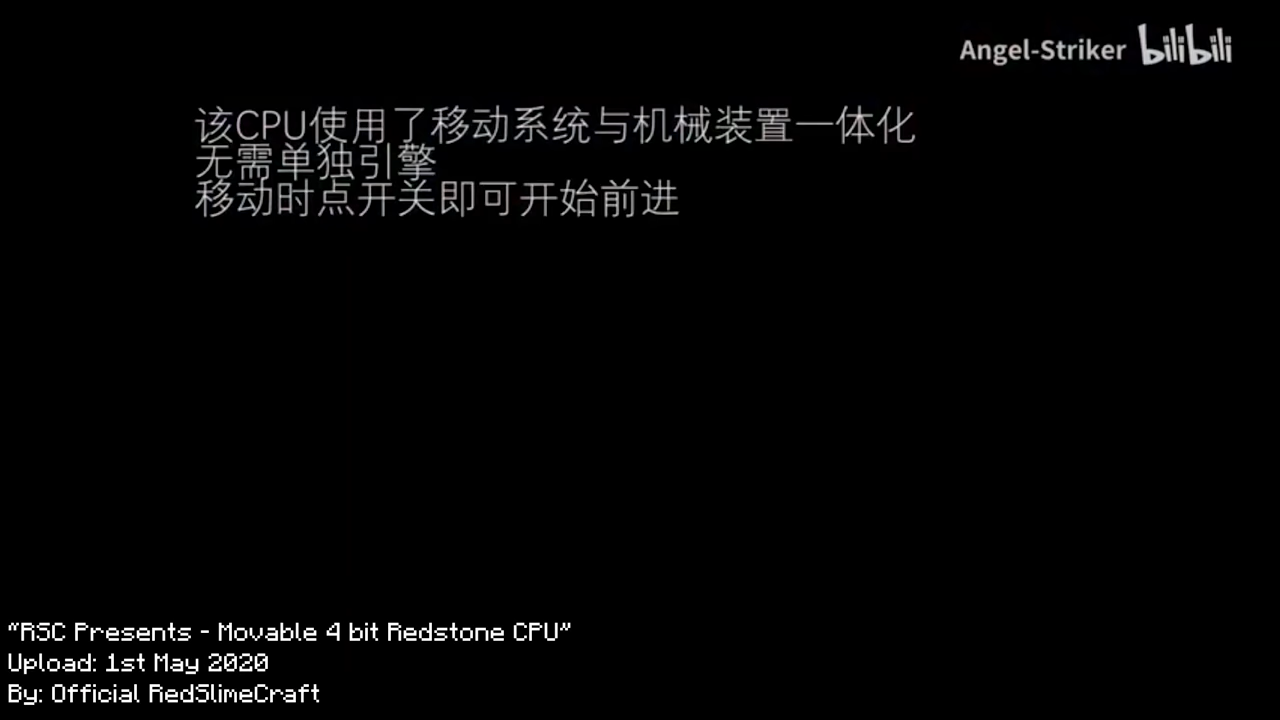 Angel-Striker bilibili
该CPU使用了移动系统与机械装置一体化
无需单独引擎
移动时点开关即可开始前进
"RSC Presents - Movable 4 bit Redstone CPU"
Upload: 1st May 2020
By: Official RedSlimeCraft